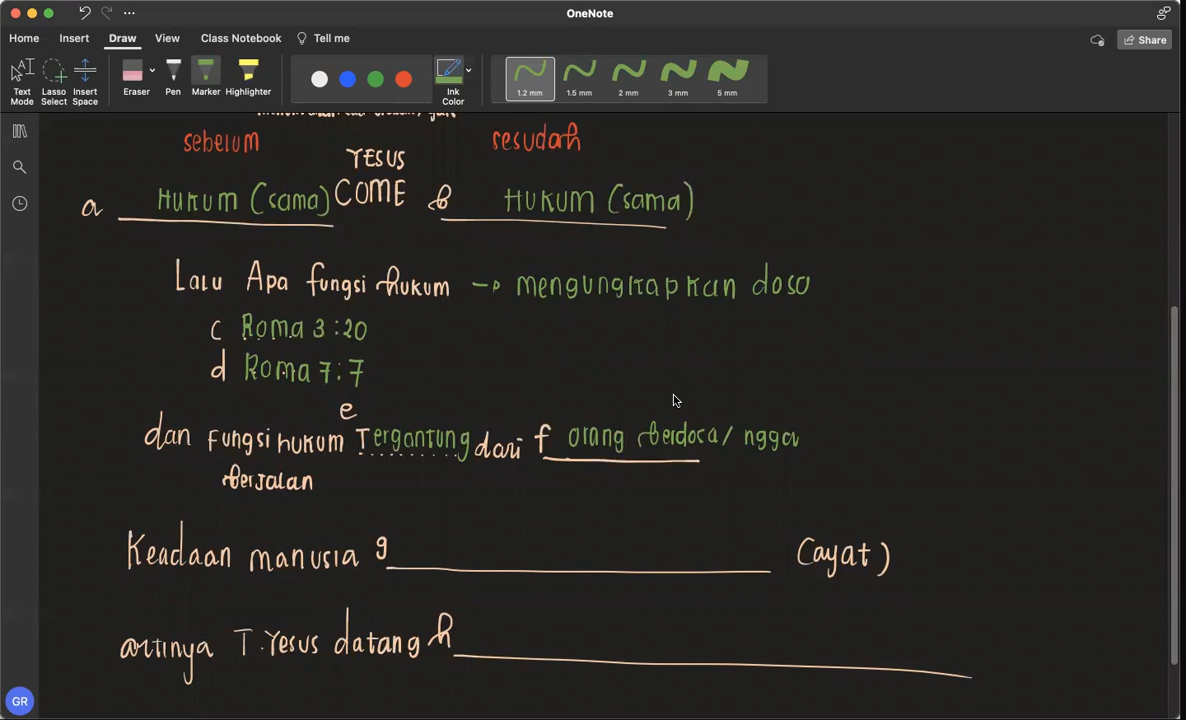 OneNote
Home Insert Draw View Class Notebook Tell me
Share
Text Mode
Lasso Select
Insert Space
Eraser
Pen
Marker
Highlighter
Ink Color
1.2 mm
1.5 mm
2 mm
3 mm
5 mm
sebelum
sesudah
YESUS
COME
a HUKUM (sama)
b HUKUM (sama)
Lalu Apa fungsi hukum → mengungkapkan dosa
c Roma 3:20
d Roma 7:7
e
dan Fungsi hukum Tergantung dari f orang berdosa/ ngga
berjalan
Keadaan manusia g (ayat)
artinya T. Yesus datang h
GR